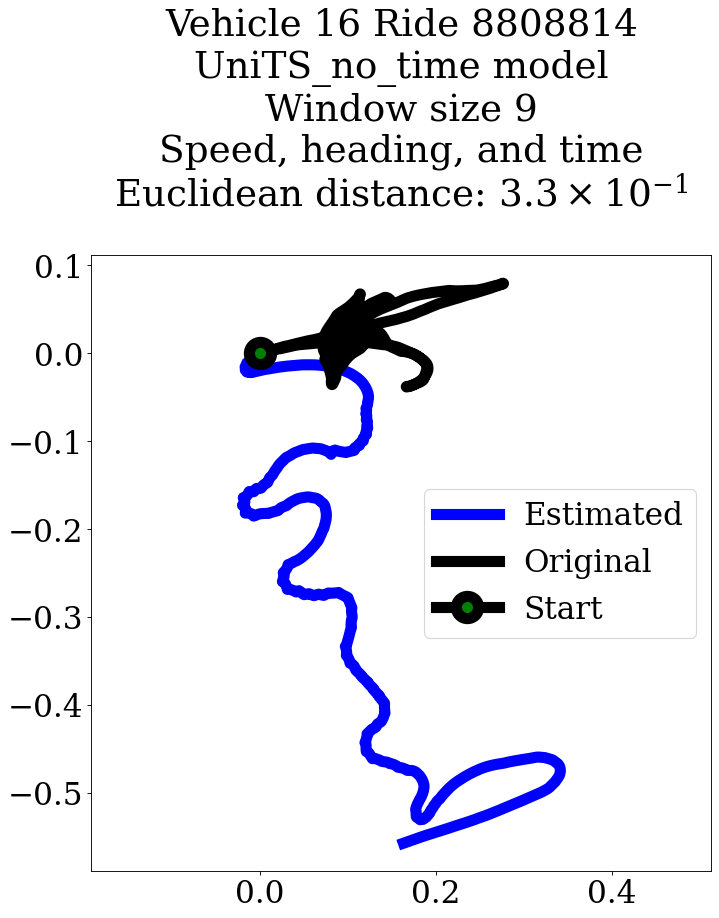 Vehicle 16 Ride 8808814
UniTS_no_time model
Window size 9
Speed, heading, and time
Euclidean distance: 3.3 × 10⁻¹
0.1
0.0
−0.1
−0.2
−0.3
−0.4
−0.5
Estimated
Original
Start
0.0 0.2 0.4